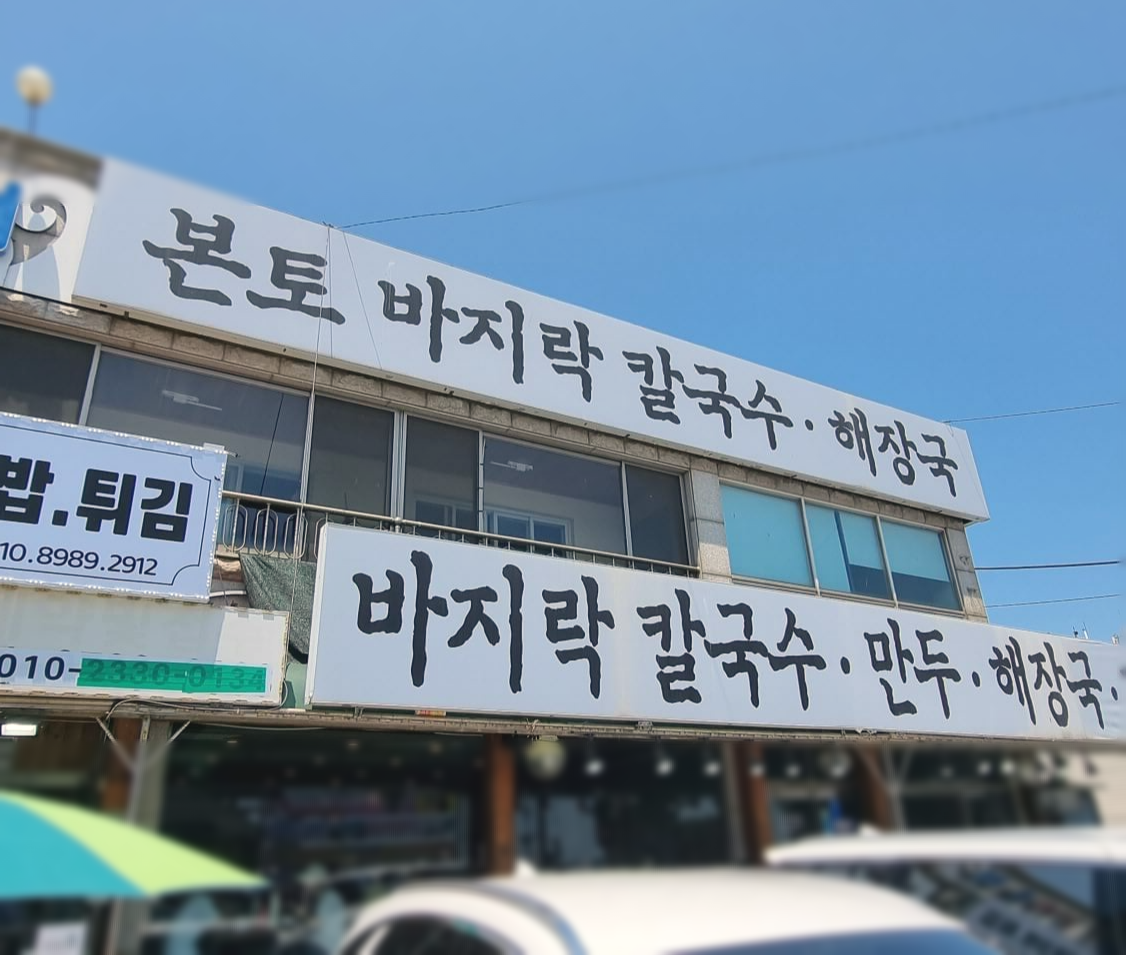 본토 바지락 칼국수·해장국
밥.튀김
10.8989.2912
바지락 칼국수·만두·해장국·
010-2330-0134